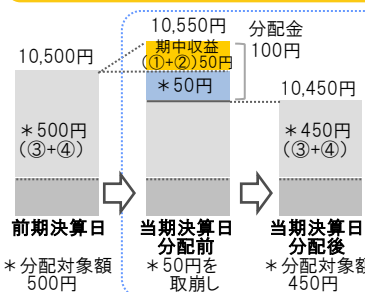 10,550円
期中収益
(①+②)50円
分配金
100円
10,500円
＊50円
10,450円
＊500円
(③+④)
＊450円
(③+④)
前期決算日
当期決算日
分配前
当期決算日
分配後
＊分配対象額
500円
＊50円を
取崩し
＊分配対象額
450円